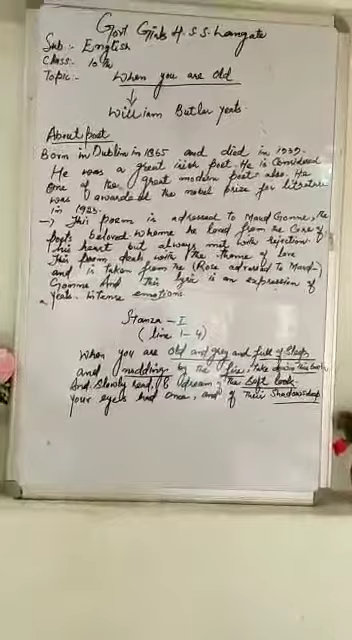 Govt Girls H.S.S. Langate
Sub:- English
Class:- 10th
Topic:- When you are old
William Butler yeats
About poet
Born in Dublin in 1865 and died in 1939.
He was a great irish poet. He is Considered
One of the great modern poet also. He
was awarded the nobel prize for litrature
in 1923.
→ This poem is adressed to Maud Gonne, the
poets beloved whome he loved from the Core of
his heart but always met with rejection.
This poem deals with the theme of love
and is taken from the (Rose adressed to Maud)
Gonne And this lyric is an expression of
Yeats. intense emotions.
Stanza - I
(line 1-4)
When you are old and grey and full of sleep
and nodding by the fire, take down this book
And slowly read, & dream of the soft look
your eyes had once, and of their shadows deep